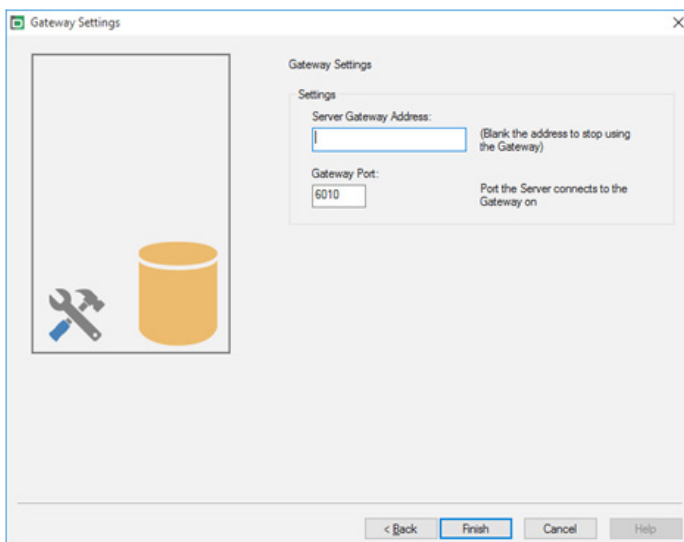 Gateway Settings
Gateway Settings
Settings
Server Gateway Address:
(Blank the address to stop using
the Gateway)
Gateway Port:
6010
Port the Server connects to the
Gateway on
< Back
Finish
Cancel
Help